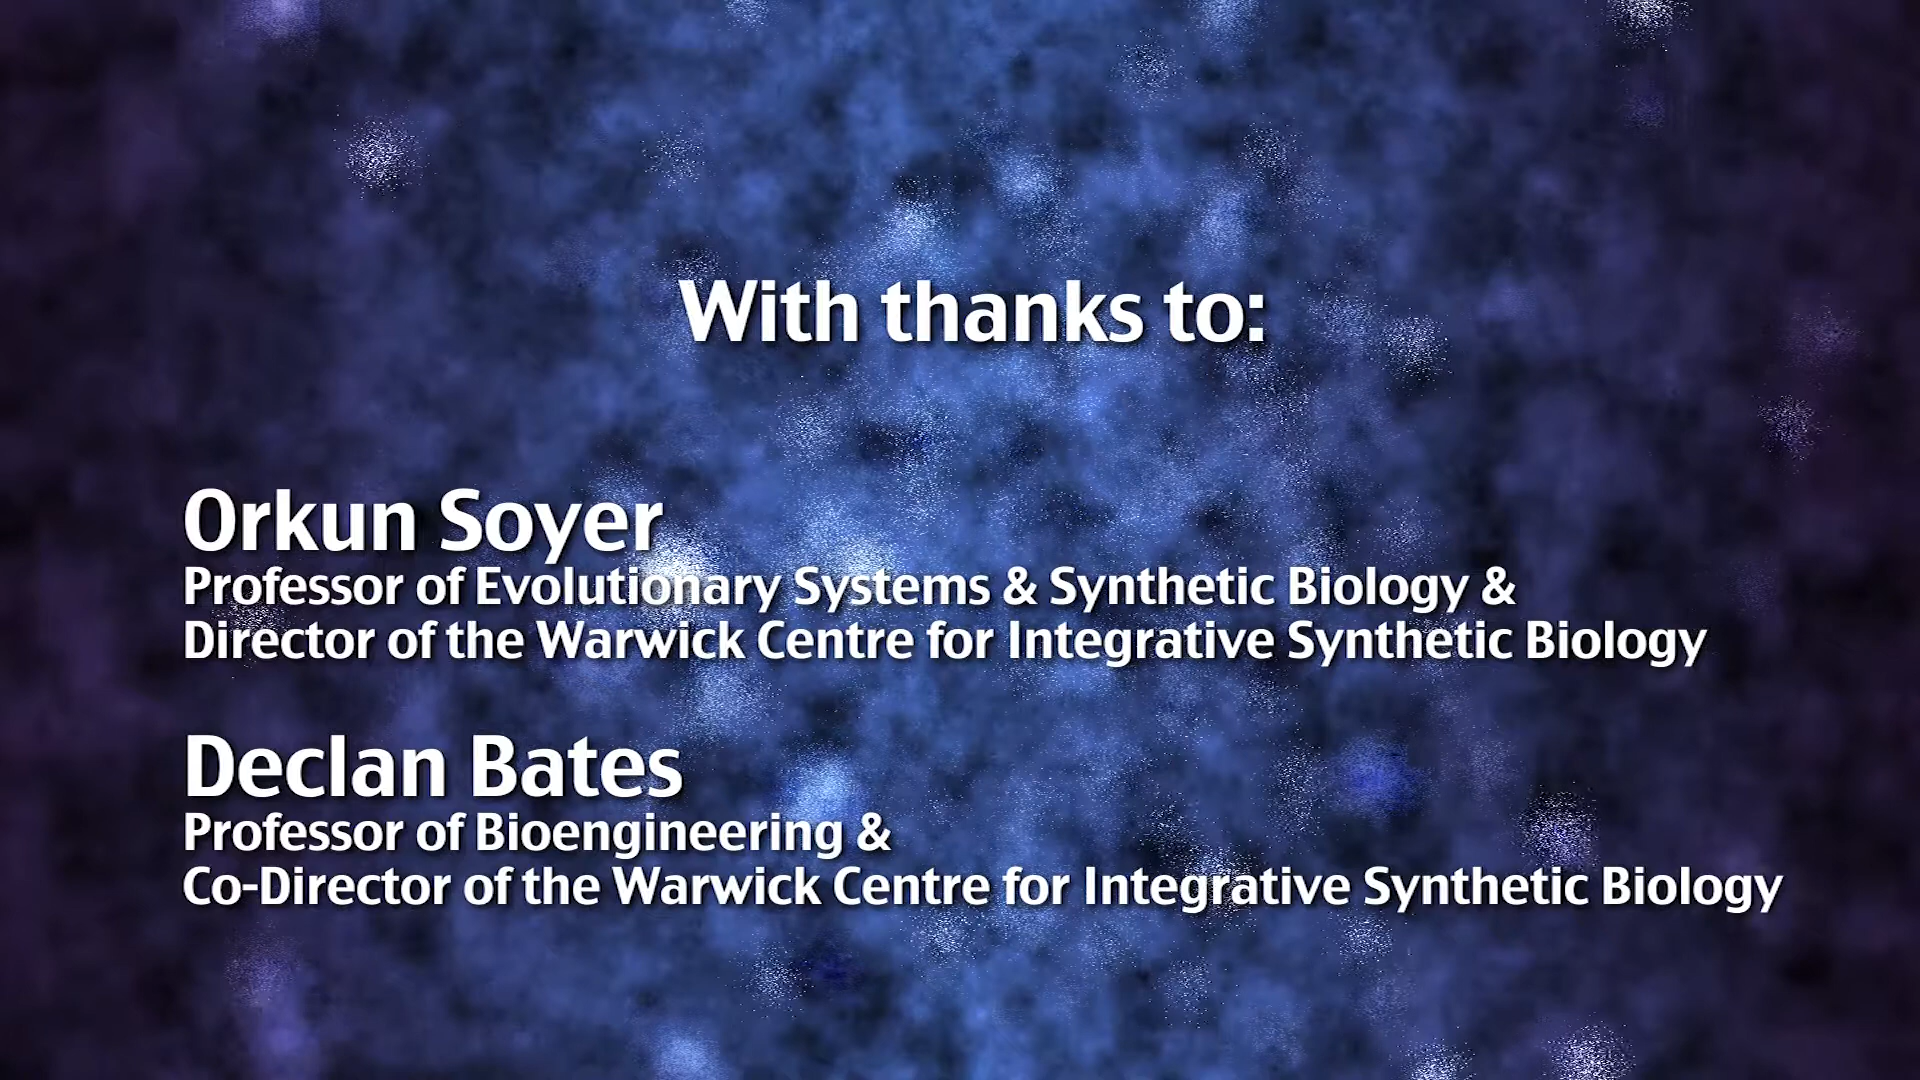 With thanks to:
Orkun Soyer
Professor of Evolutionary Systems & Synthetic Biology &
Director of the Warwick Centre for Integrative Synthetic Biology
Declan Bates
Professor of Bioengineering &
Co-Director of the Warwick Centre for Integrative Synthetic Biology